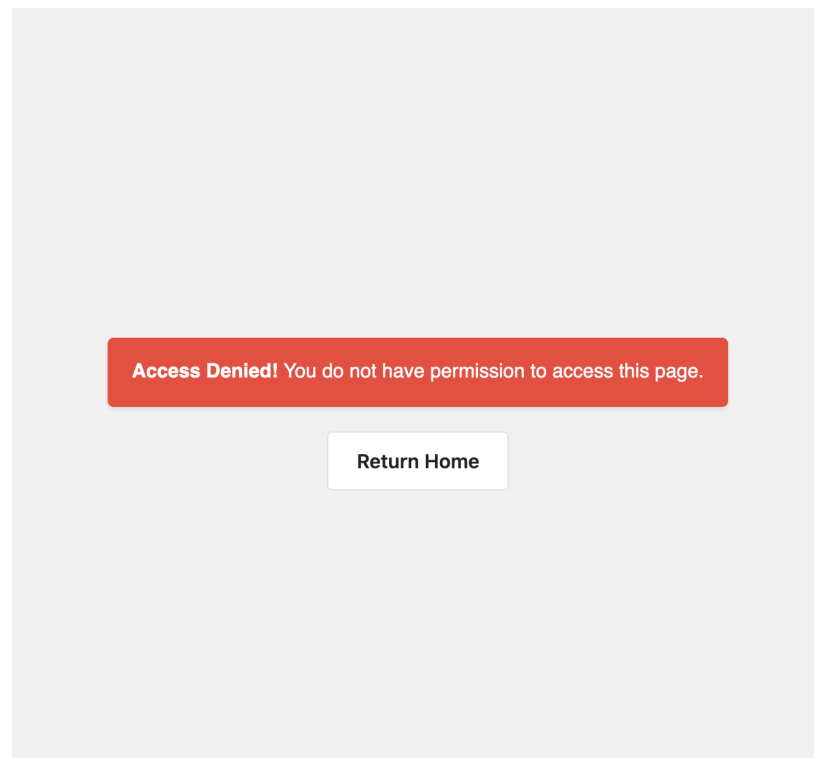 Access Denied! You do not have permission to access this page.
Return Home